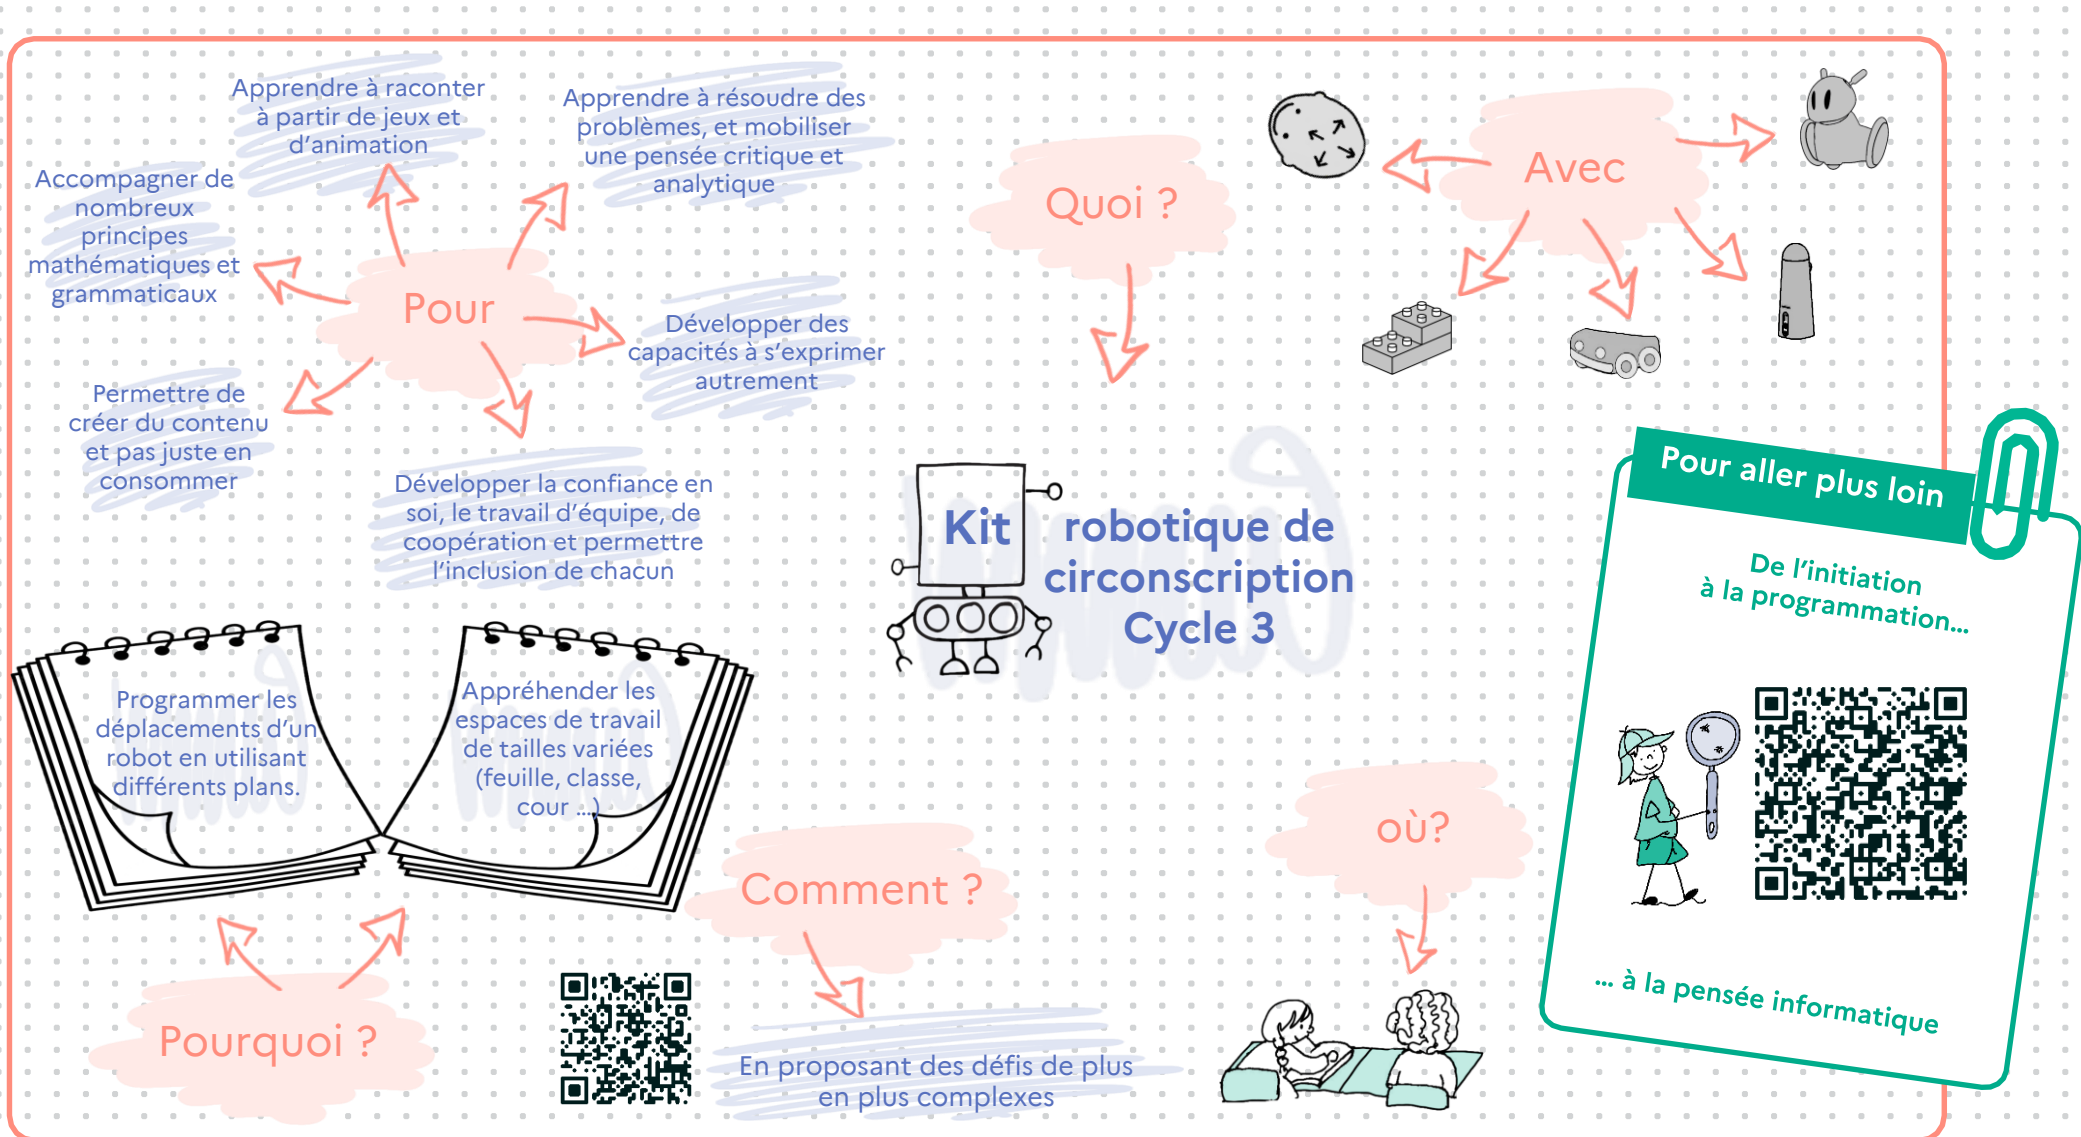 Apprendre à raconter
à partir de jeux et
d'animation
Apprendre à résoudre des
problèmes, et mobiliser
une pensée critique et
analytique
Accompagner de
nombreux
principes
mathématiques et
grammaticaux
Pour
Développer des
capacités à s'exprimer
autrement
Permettre de
créer du contenu
et pas juste en
consommer
Développer la confiance en
soi, le travail d'équipe, de
coopération et permettre
l'inclusion de chacun
Quoi ?
Avec
Kit robotique de
circonscription
Cycle 3
Pour aller plus loin
De l'initiation
à la programmation...
... à la pensée informatique
Programmer les
déplacements d'un
robot en utilisant
différents plans.
Appréhender les
espaces de travail
de tailles variées
(feuille, classe,
cour ...)
Pourquoi ?
Comment ?
En proposant des défis de plus
en plus complexes
où?